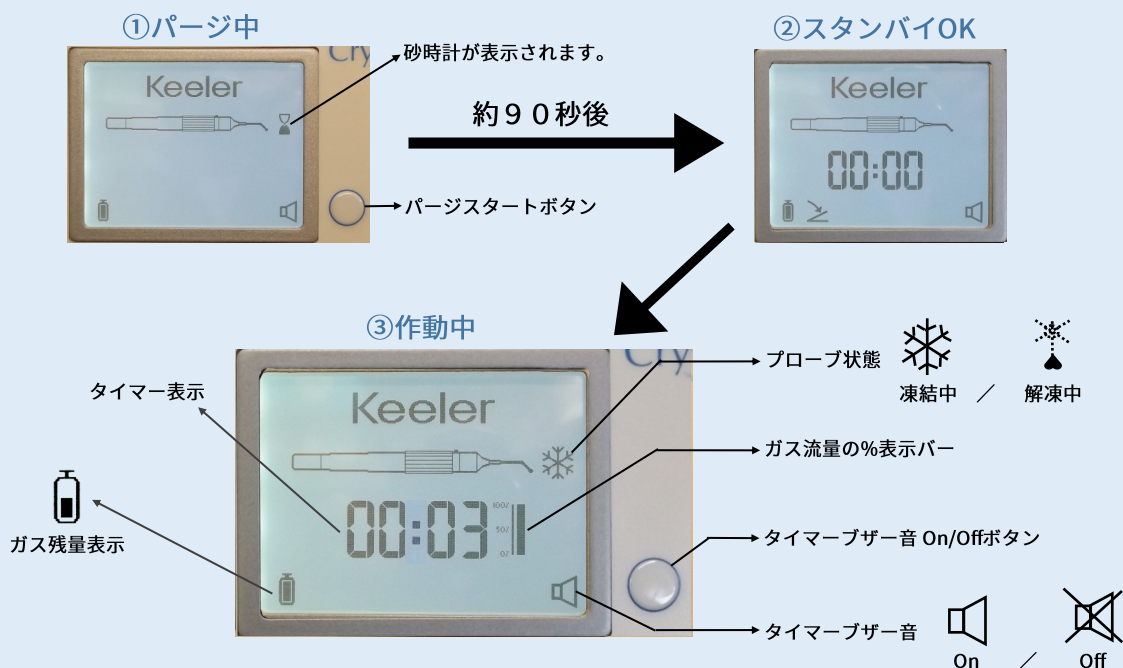 ①パージ中
②スタンバイOK
Cry
砂時計が表示されます。
Keeler
約90秒後
Keeler
00:00
パージスタートボタン
③作動中
Cry
プローブ状態
凍結中 / 解凍中
タイマー表示
Keeler
ガス流量の%表示バー
00:03
100%
50%
0%
ガス残量表示
タイマーブザー音 On/Offボタン
タイマーブザー音
On / Off